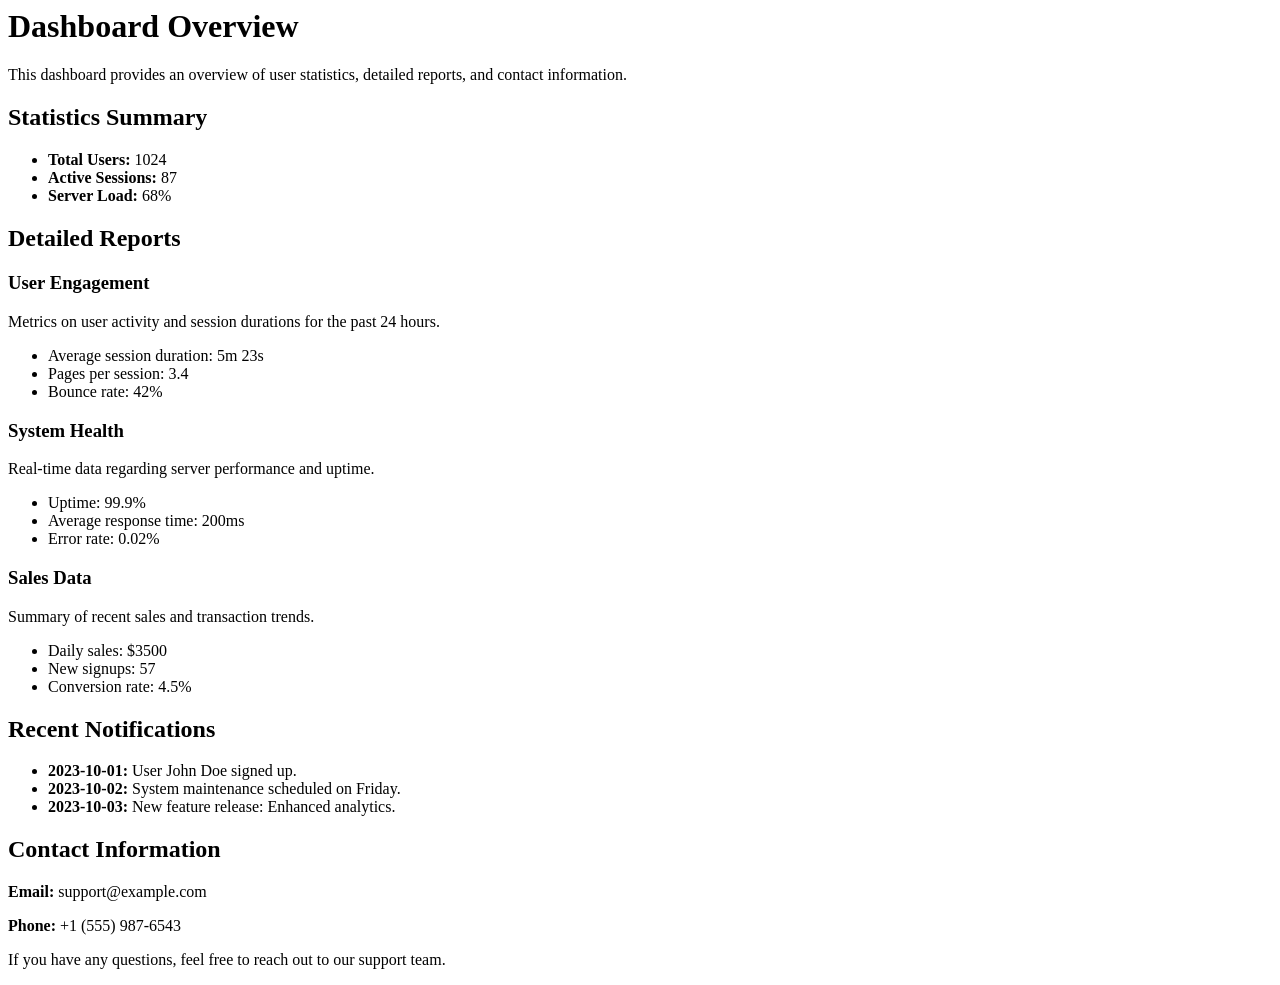 Dashboard Overview
This dashboard provides an overview of user statistics, detailed reports, and contact information.
Statistics Summary
Total Users: 1024
Active Sessions: 87
Server Load: 68%
Detailed Reports
User Engagement
Metrics on user activity and session durations for the past 24 hours.
Average session duration: 5m 23s
Pages per session: 3.4
Bounce rate: 42%
System Health
Real-time data regarding server performance and uptime.
Uptime: 99.9%
Average response time: 200ms
Error rate: 0.02%
Sales Data
Summary of recent sales and transaction trends.
Daily sales: $3500
New signups: 57
Conversion rate: 4.5%
Recent Notifications
2023-10-01: User John Doe signed up.
2023-10-02: System maintenance scheduled on Friday.
2023-10-03: New feature release: Enhanced analytics.
Contact Information
Email: support@example.com
Phone: +1 (555) 987-6543
If you have any questions, feel free to reach out to our support team.